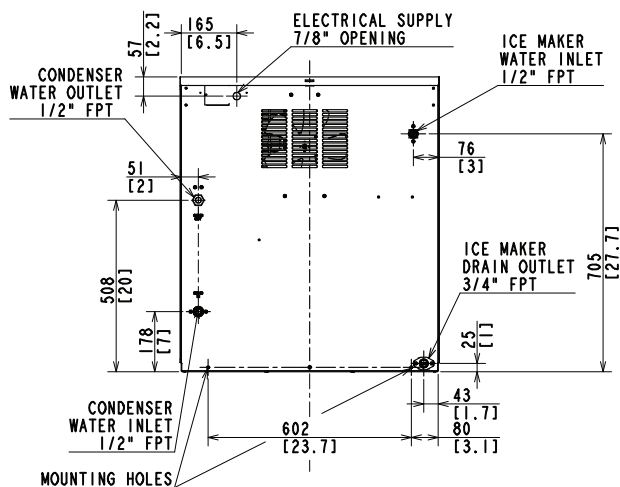 165
[6.5]
ELECTRICAL SUPPLY
7/8" OPENING
57
[2.2]
ICE MAKER
WATER INLET
1/2" FPT
CONDENSER
WATER OUTLET
1/2" FPT
76
[3]
51
[2]
705
[27.7]
508
[20]
ICE MAKER
DRAIN OUTLET
3/4" FPT
178
[7]
25
[1]
43
[1.7]
CONDENSER
WATER INLET
1/2" FPT
602
[23.7]
80
[3.1]
MOUNTING HOLES